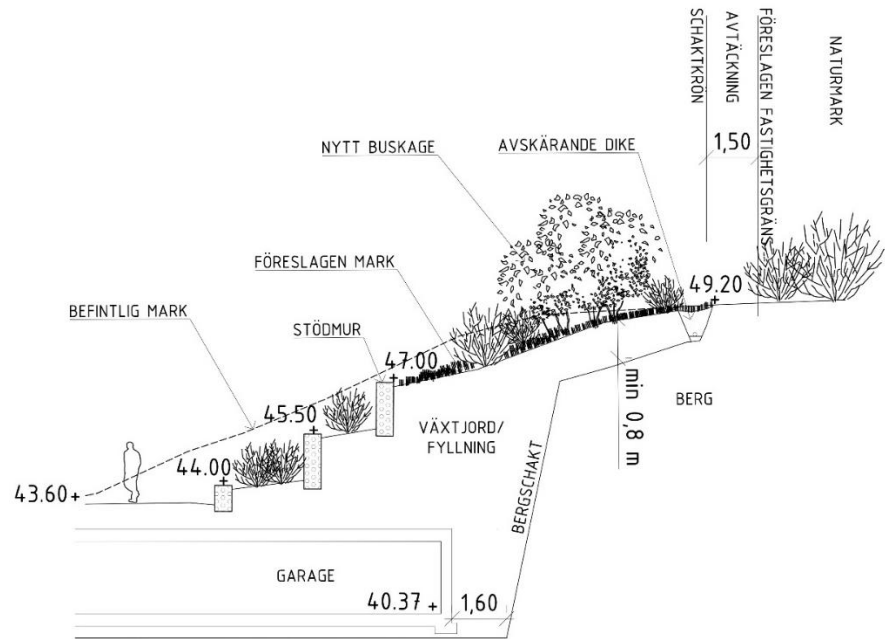 SCHAKTKRÖN
AVTÄCKNING
FÖRESLAGEN FASTIGHETSGRÄNS
NATURMARK
1,50
NYTT BUSKAGE
AVSKÄRANDE DIKE
FÖRESLAGEN MARK
49.20
BEFINTLIG MARK
STÖDMUR
47.00
min 0,8 m
BERG
45.50
VÄXTJORD/
FYLLNING
44.00
43.60
BERGSCHAKT
GARAGE
40.37
1,60